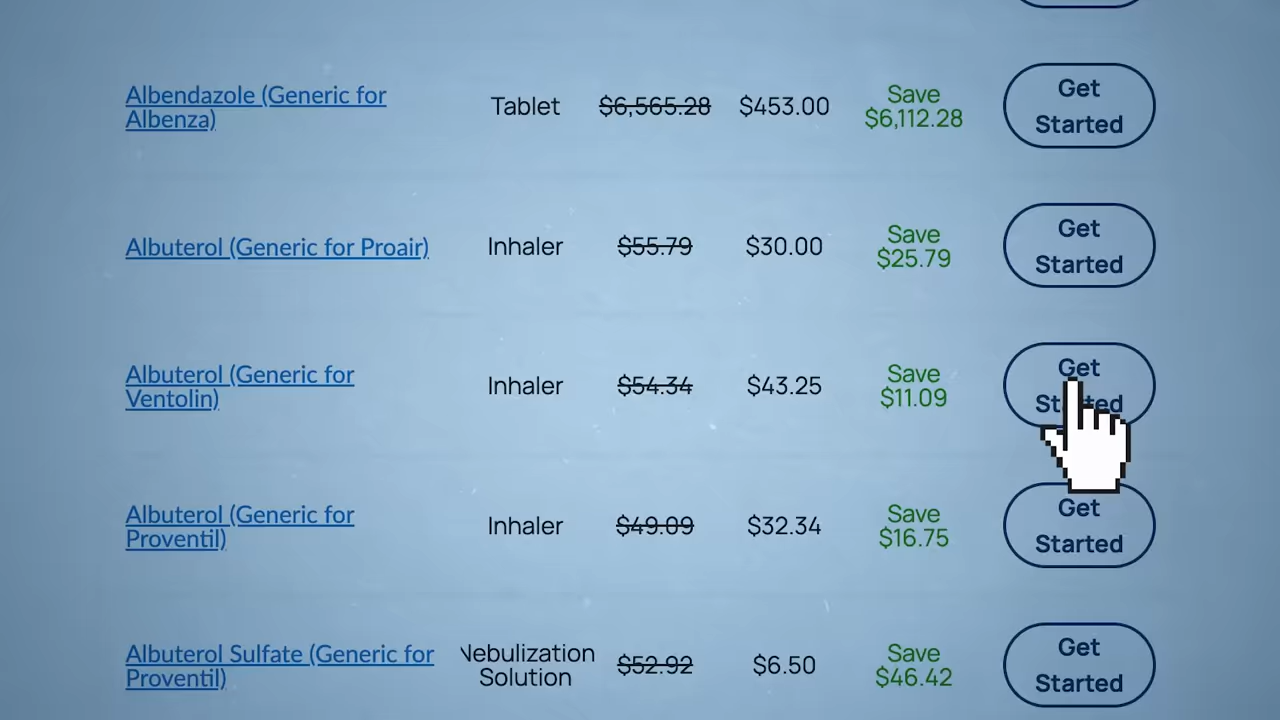 Albendazole (Generic for
Albenza)
Tablet
$6,565.28
$453.00
Save
$6,112.28
Get
Started
Albuterol (Generic for Proair)
Inhaler
$55.79
$30.00
Save
$25.79
Get
Started
Albuterol (Generic for
Ventolin)
Inhaler
$54.34
$43.25
Save
$11.09
Get
Albuterol (Generic for
Proventil)
Inhaler
$49.09
$32.34
Save
$16.75
Get
Started
Albuterol Sulfate (Generic for
Proventil)
Nebulization
Solution
$52.92
$6.50
Save
$46.42
Get
Started